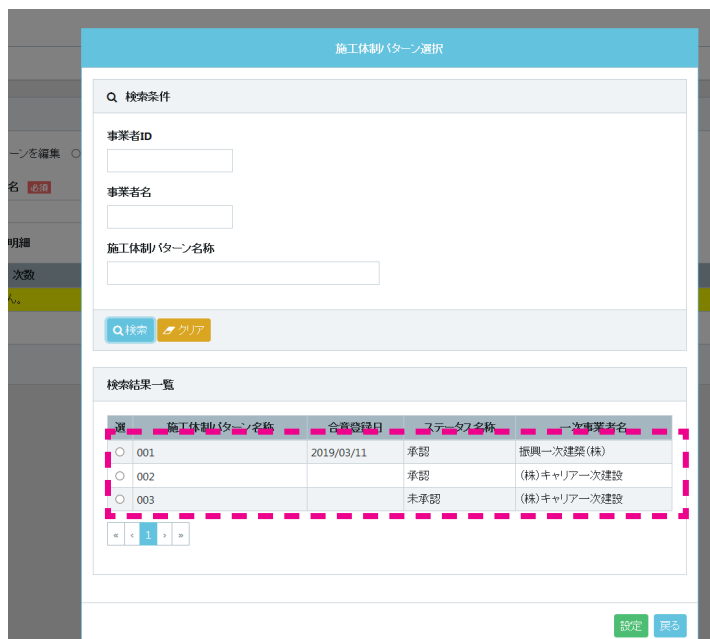 施工体制パターン選択
検索条件
事業者ID
ーンを編集
事業者名
名 必須
明細
施工体制パターン名称
次数
ん。
検索 クリア
検索結果一覧
選 施工体制パターン名称 合意登録日 ステータス名称 一次事業者名
001 2019/03/11 承認 振興一次建築(株)
002 承認 (株)キャリアー次建設
003 未承認 (株)キャリアー次建設
« ‹ 1 › »
設定 戻る